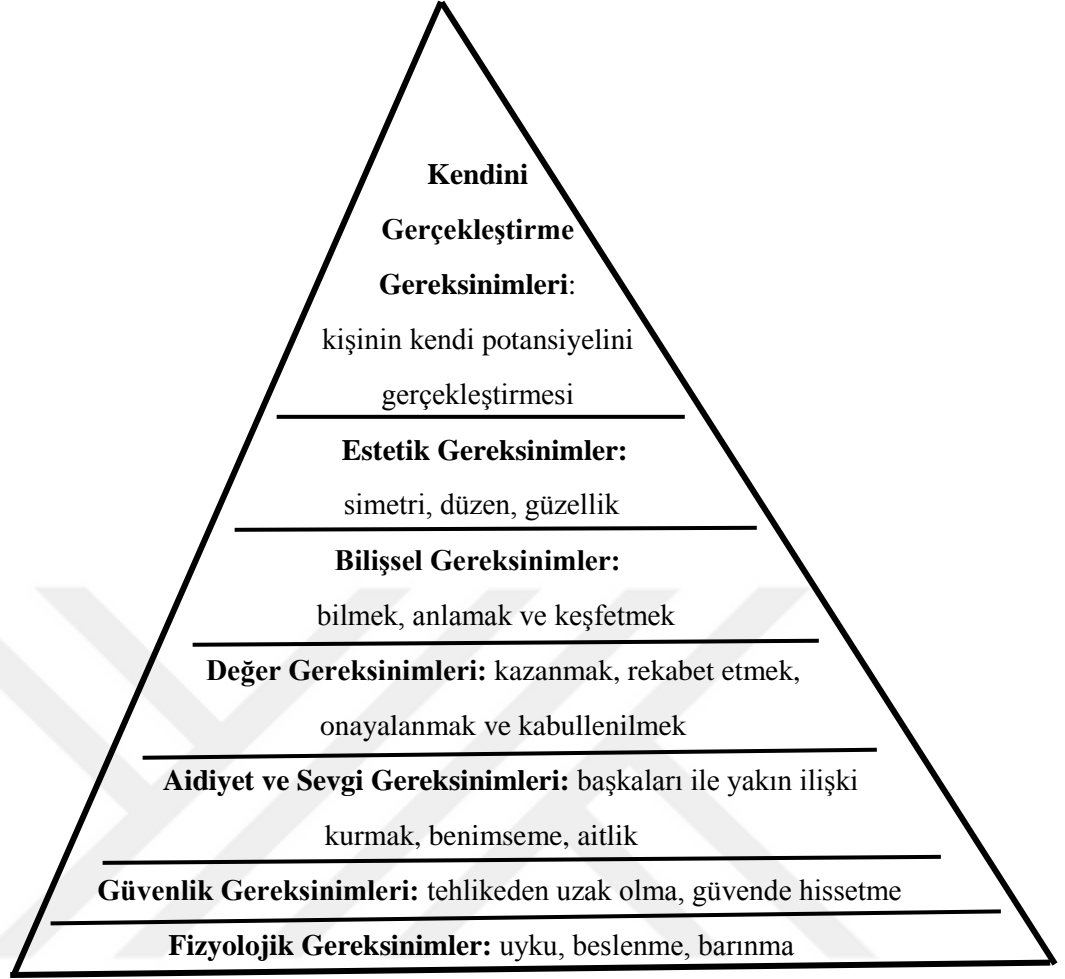 Kendini
Gerçekleştirme
Gereksinimleri:
kişinin kendi potansiyelini
gerçekleştirmesi
Estetik Gereksinimler:
simetri, düzen, güzellik
Bilişsel Gereksinimler:
bilmek, anlamak ve keşfetmek
Değer Gereksinimleri: kazanmak, rekabet etmek,
onayalanmak ve kabullenilmek
Aidiyet ve Sevgi Gereksinimleri: başkaları ile yakın ilişki
kurmak, benimseme, aitlik
Güvenlik Gereksinimleri: tehlikeden uzak olma, güvende hissetme
Fizyolojik Gereksinimler: uyku, beslenme, barınma